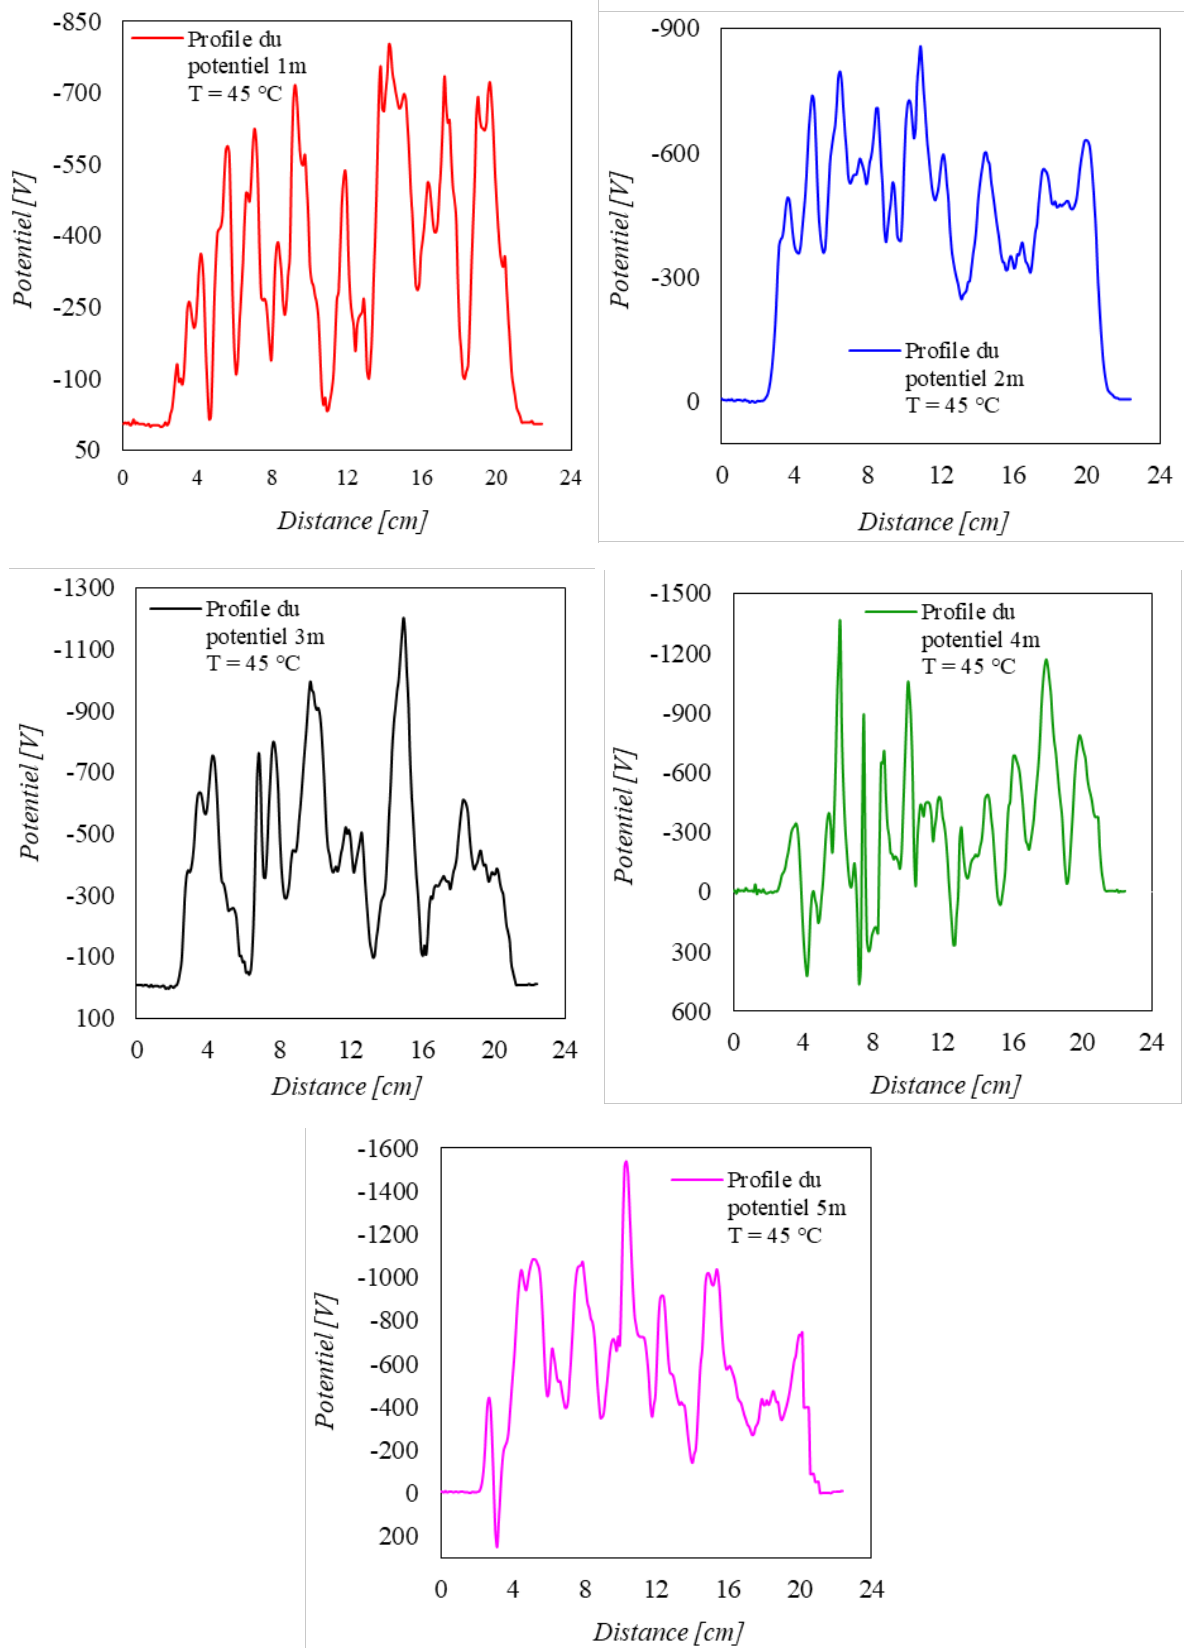 -850
-700
-550
-400
-250
-100
50
Potentiel [V]
Profile du
potentiel 1m
T = 45 °C
0 4 8 12 16 20 24
Distance [cm]
-900
-600
-300
0
Potentiel [V]
Profile du
potentiel 2m
T = 45 °C
0 4 8 12 16 20 24
Distance [cm]
-1300
-1100
-900
-700
-500
-300
-100
100
Potentiel [V]
Profile du
potentiel 3m
T = 45 °C
0 4 8 12 16 20 24
Distance [cm]
-1500
-1200
-900
-600
-300
0
300
600
Potentiel [V]
Profile du
potentiel 4m
T = 45 °C
0 4 8 12 16 20 24
Distance [cm]
-1600
-1400
-1200
-1000
-800
-600
-400
-200
0
200
Potentiel [V]
Profile du
potentiel 5m
T = 45 °C
0 4 8 12 16 20 24
Distance [cm]